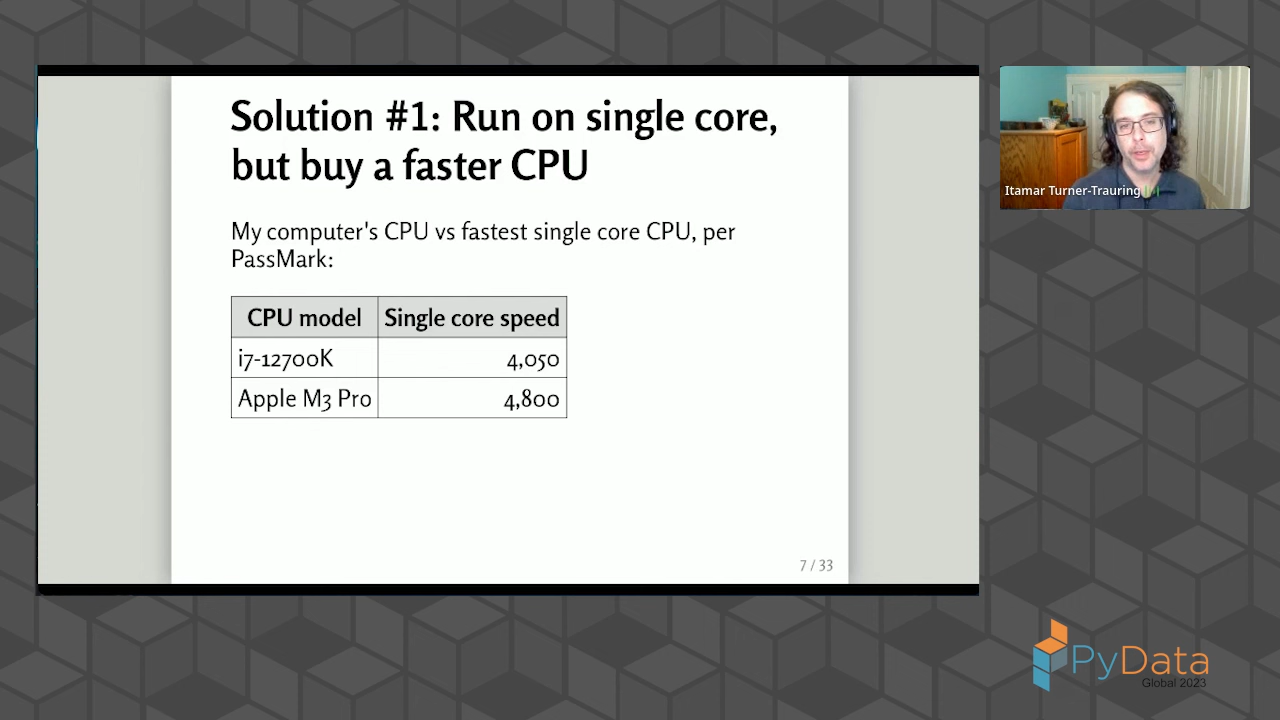 Solution #1: Run on single core,
but buy a faster CPU
My computer's CPU vs fastest single core CPU, per
PassMark:
CPU model Single core speed
i7-12700K 4,050
Apple M3 Pro 4,800
7 / 33
Itamar Turner-Trauring
PyData
Global 2023